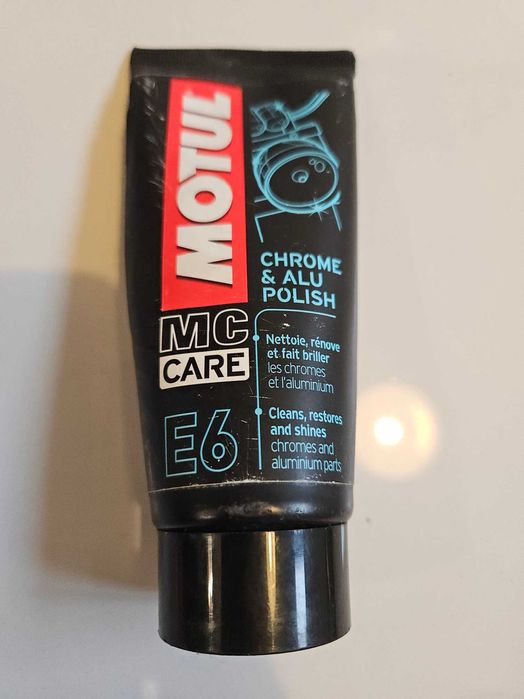 MOTUL
CHROME
& ALU
POLISH
MC
CARE
E6
Nettoie, rénove
et fait briller
les chromes
et l'aluminium
Cleans, restores
and shines
chromes and
aluminium parts